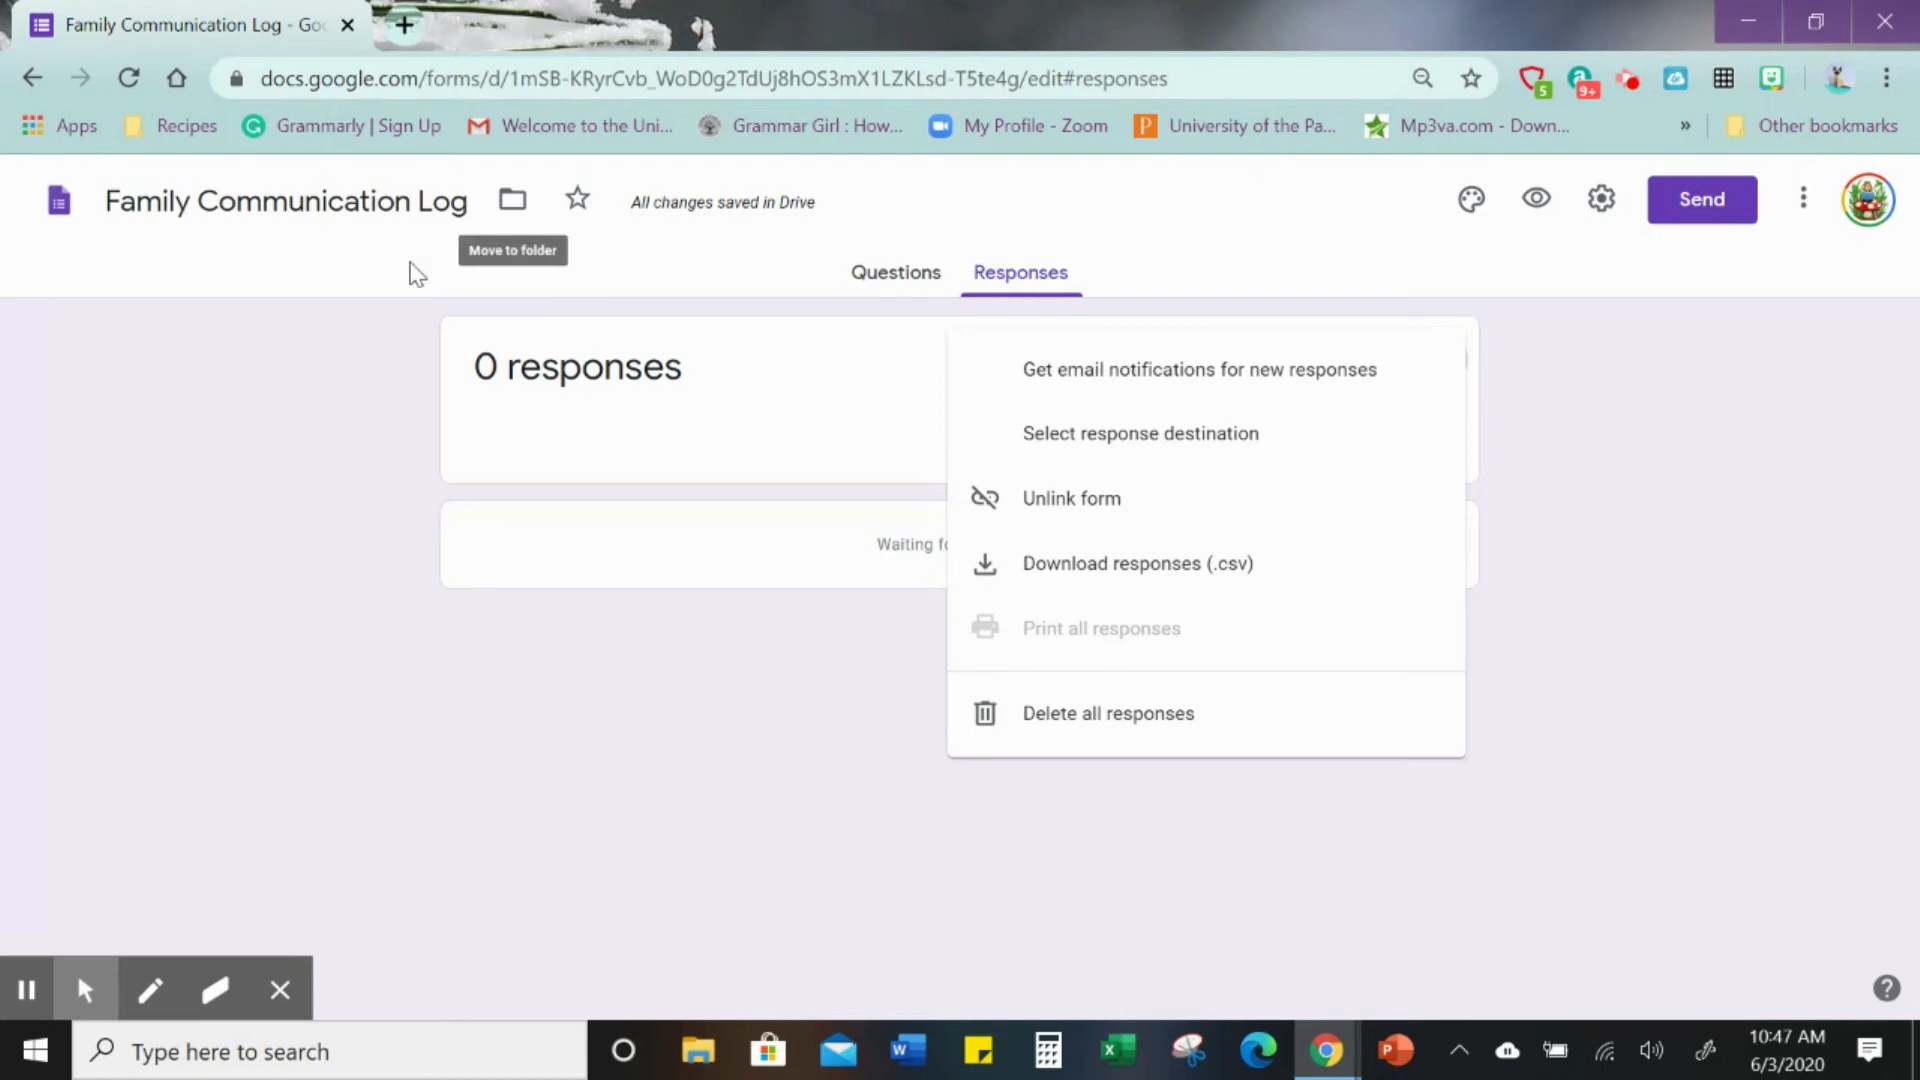 Family Communication Log - Goo
docs.google.com/forms/d/1mSB-KRyrCvb_WoD0g2TdUj8hOS3mX1LZKLsd-T5te4g/edit#responses
5
9+
Apps
Recipes
Grammarly | Sign Up
Welcome to the Uni...
Grammar Girl : How...
My Profile - Zoom
University of the Pa...
Mp3va.com - Down...
»
Other bookmarks
Family Communication Log
All changes saved in Drive
Send
Move to folder
Questions
Responses
0 responses
Get email notifications for new responses
Select response destination
Unlink form
Waiting fo
Download responses (.csv)
Print all responses
Delete all responses
Type here to search
10:47 AM
6/3/2020